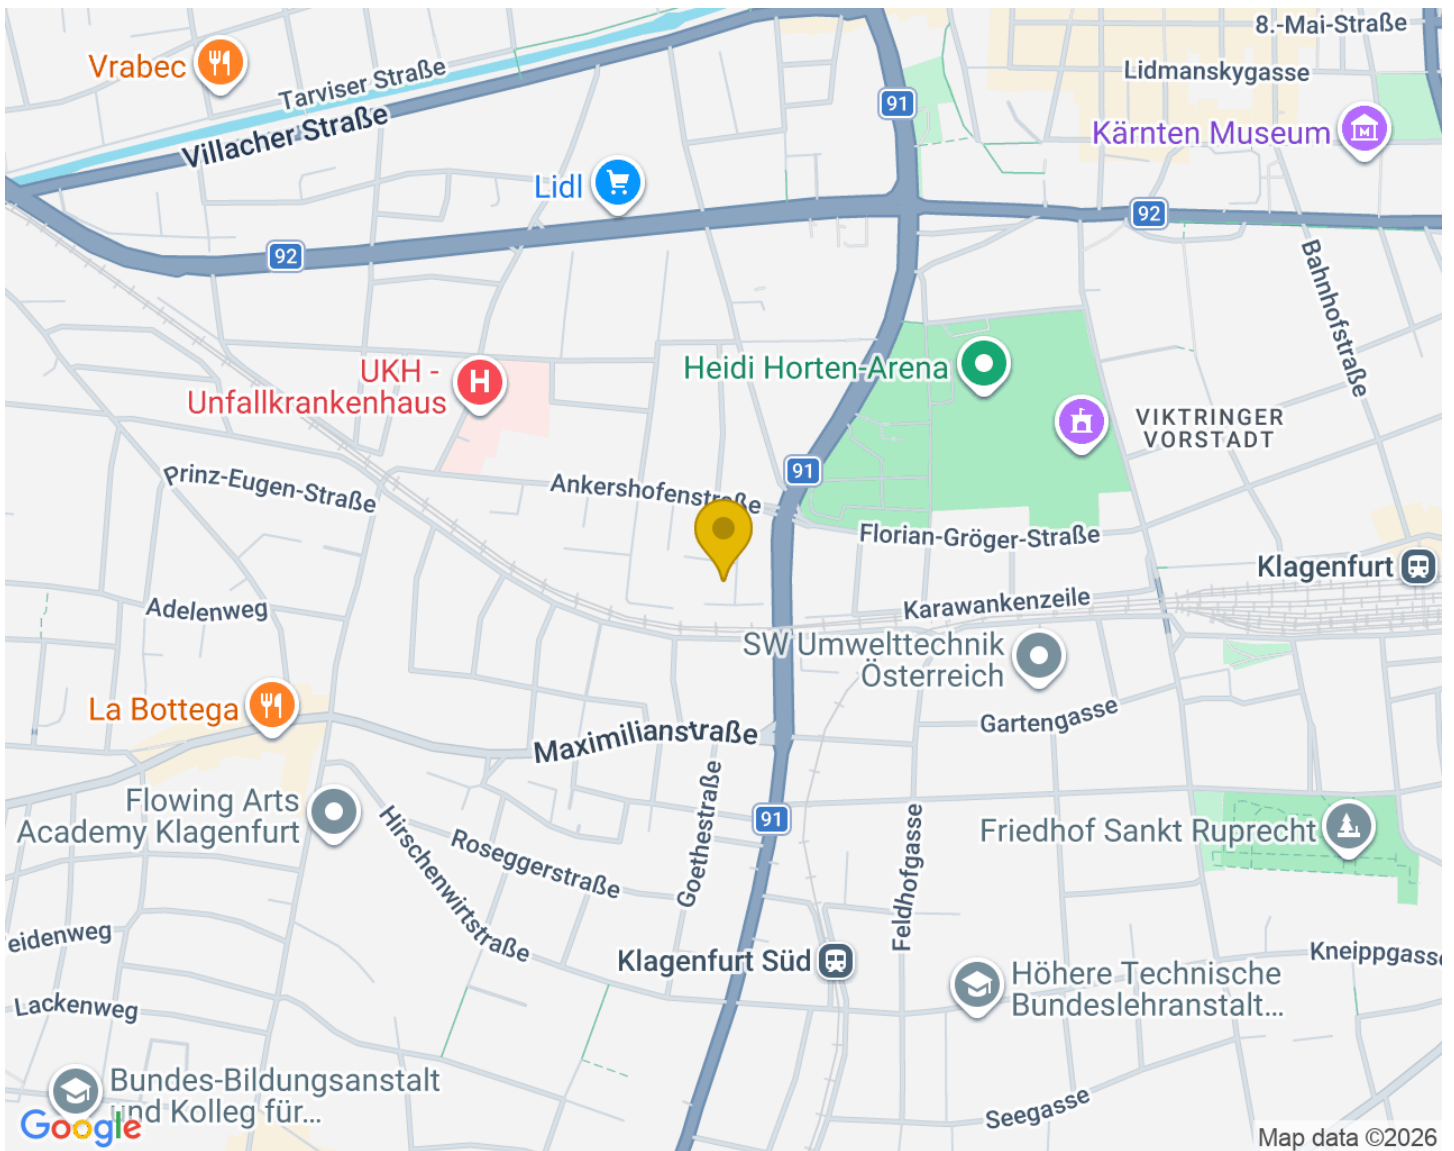 8.-Mai-Straße
Vrabec
Tarviser Straße
Lidmanskygasse
91
Villacher Straße
Kärnten Museum
Lidl
92
92
Bahnhofstraße
UKH -
Unfallkrankenhaus
Heidi Horten-Arena
VIKTRINGER
VORSTADT
Prinz-Eugen-Straße
91
Ankershofenstraße
Florian-Gröger-Straße
Klagenfurt
Adelenweg
Karawankenzeile
SW Umwelttechnik
Österreich
La Bottega
Gartengasse
Maximilianstraße
Flowing Arts
Academy Klagenfurt
Hirschenwirtstraße
Roseggerstraße
Goethestraße
91
Feldhofgasse
Friedhof Sankt Ruprecht
eidenweg
Klagenfurt Süd
Kneippgasse
Höhere Technische
Bundeslehranstalt...
Lackenweg
Bundes-Bildungsanstalt
und Kolleg für...
Seegasse
Google
Map data ©2026